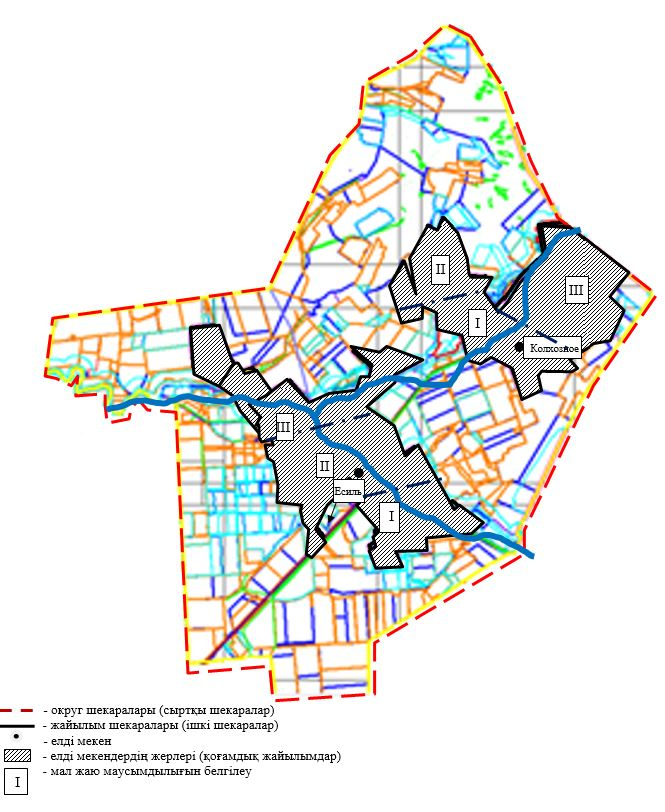 II
III
I
Колхозное
III
II
Есиль
I
- округ шекаралары (сыртқы шекаралар)
- жайылым шекаралары (ішкі шекаралар)
- елді мекен
- елді мекендердің жерлері (қоғамдық жайылымдар)
I - мал жаю маусымдылығын белгілеу